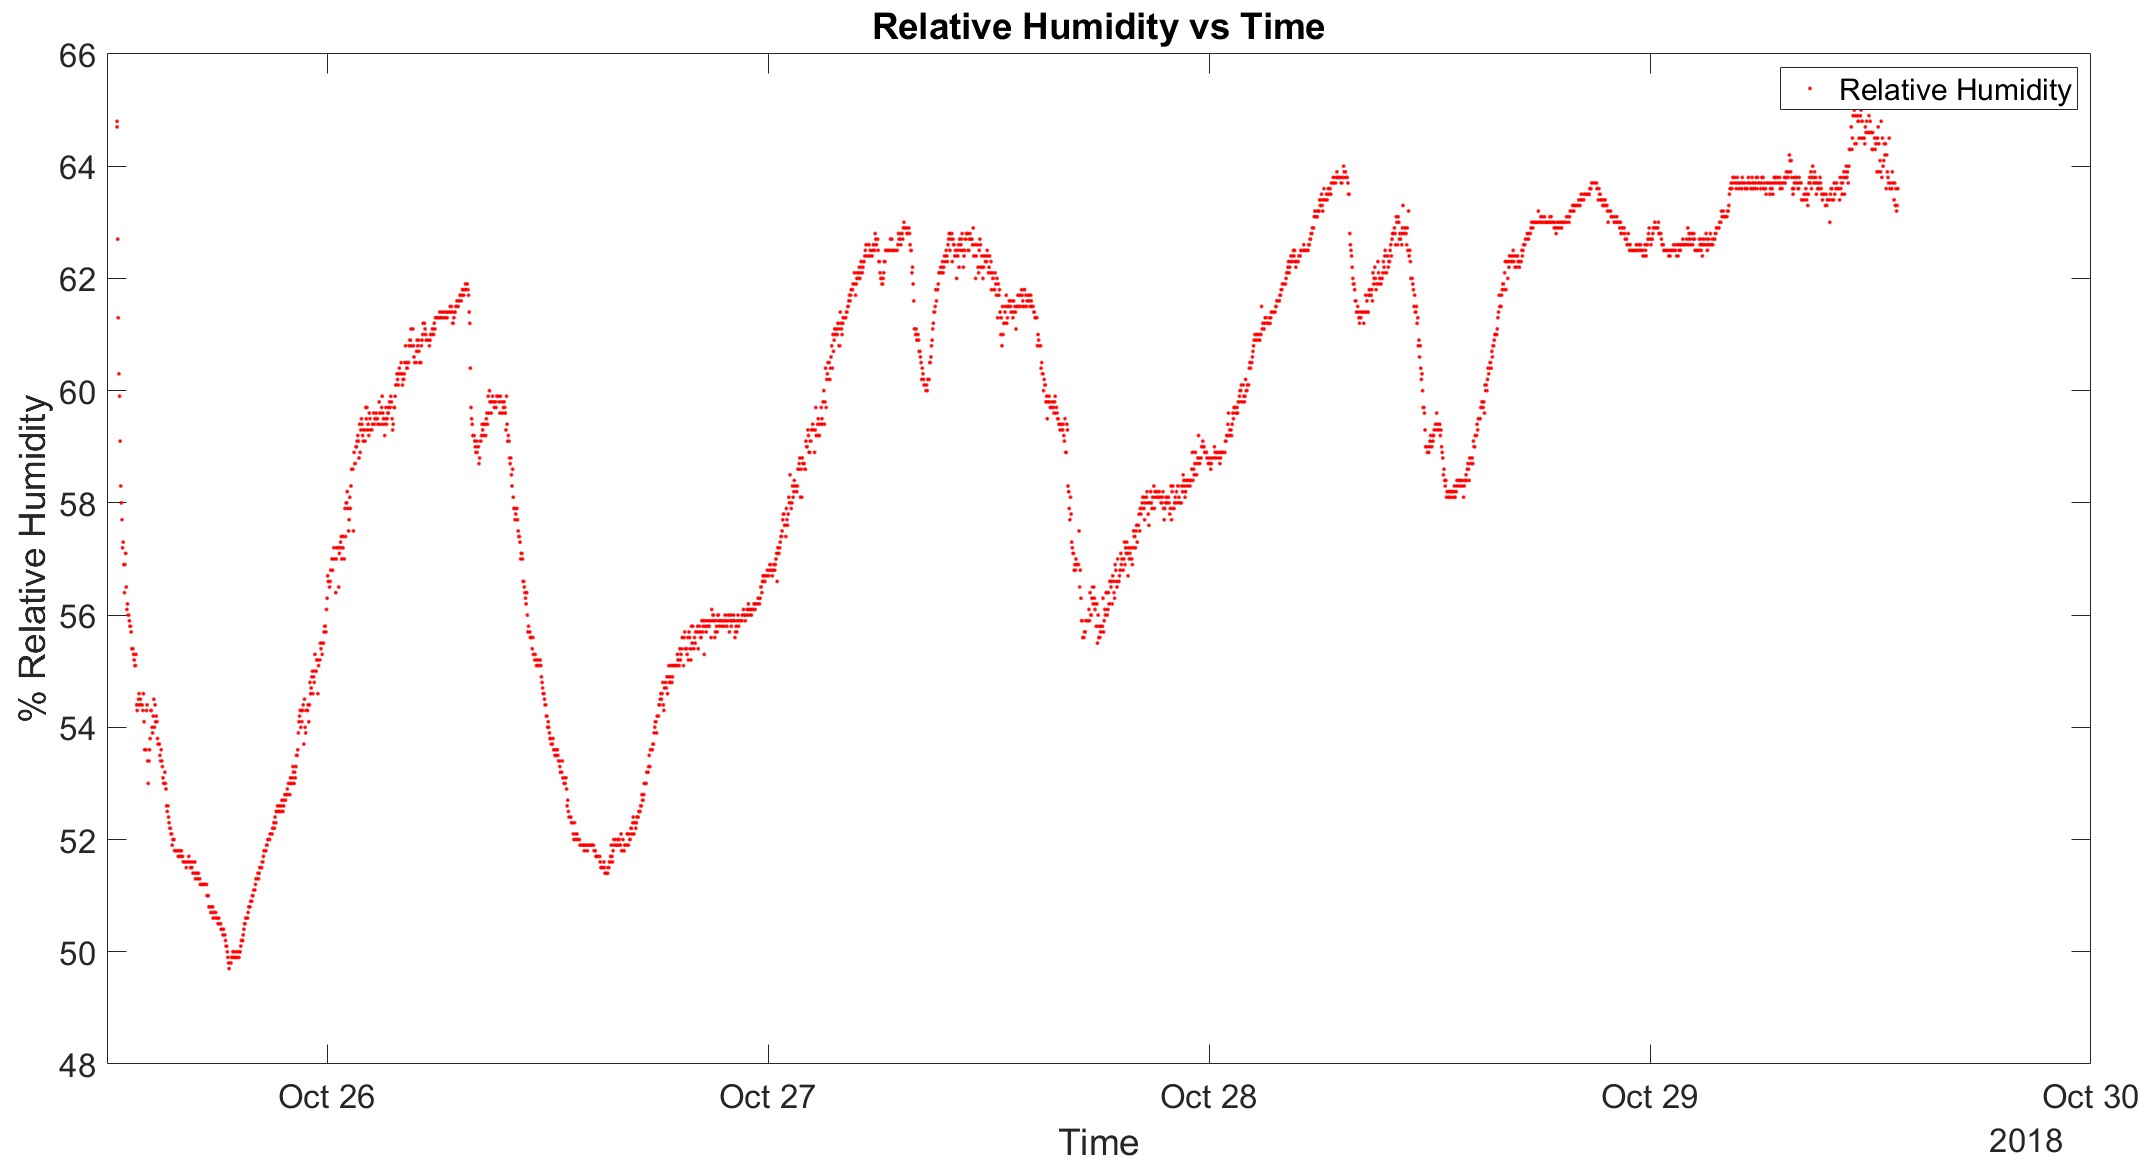 Relative Humidity vs Time
Relative Humidity
% Relative Humidity
66
64
62
60
58
56
54
52
50
48
Oct 26
Oct 27
Oct 28
Oct 29
Oct 30
Time
2018